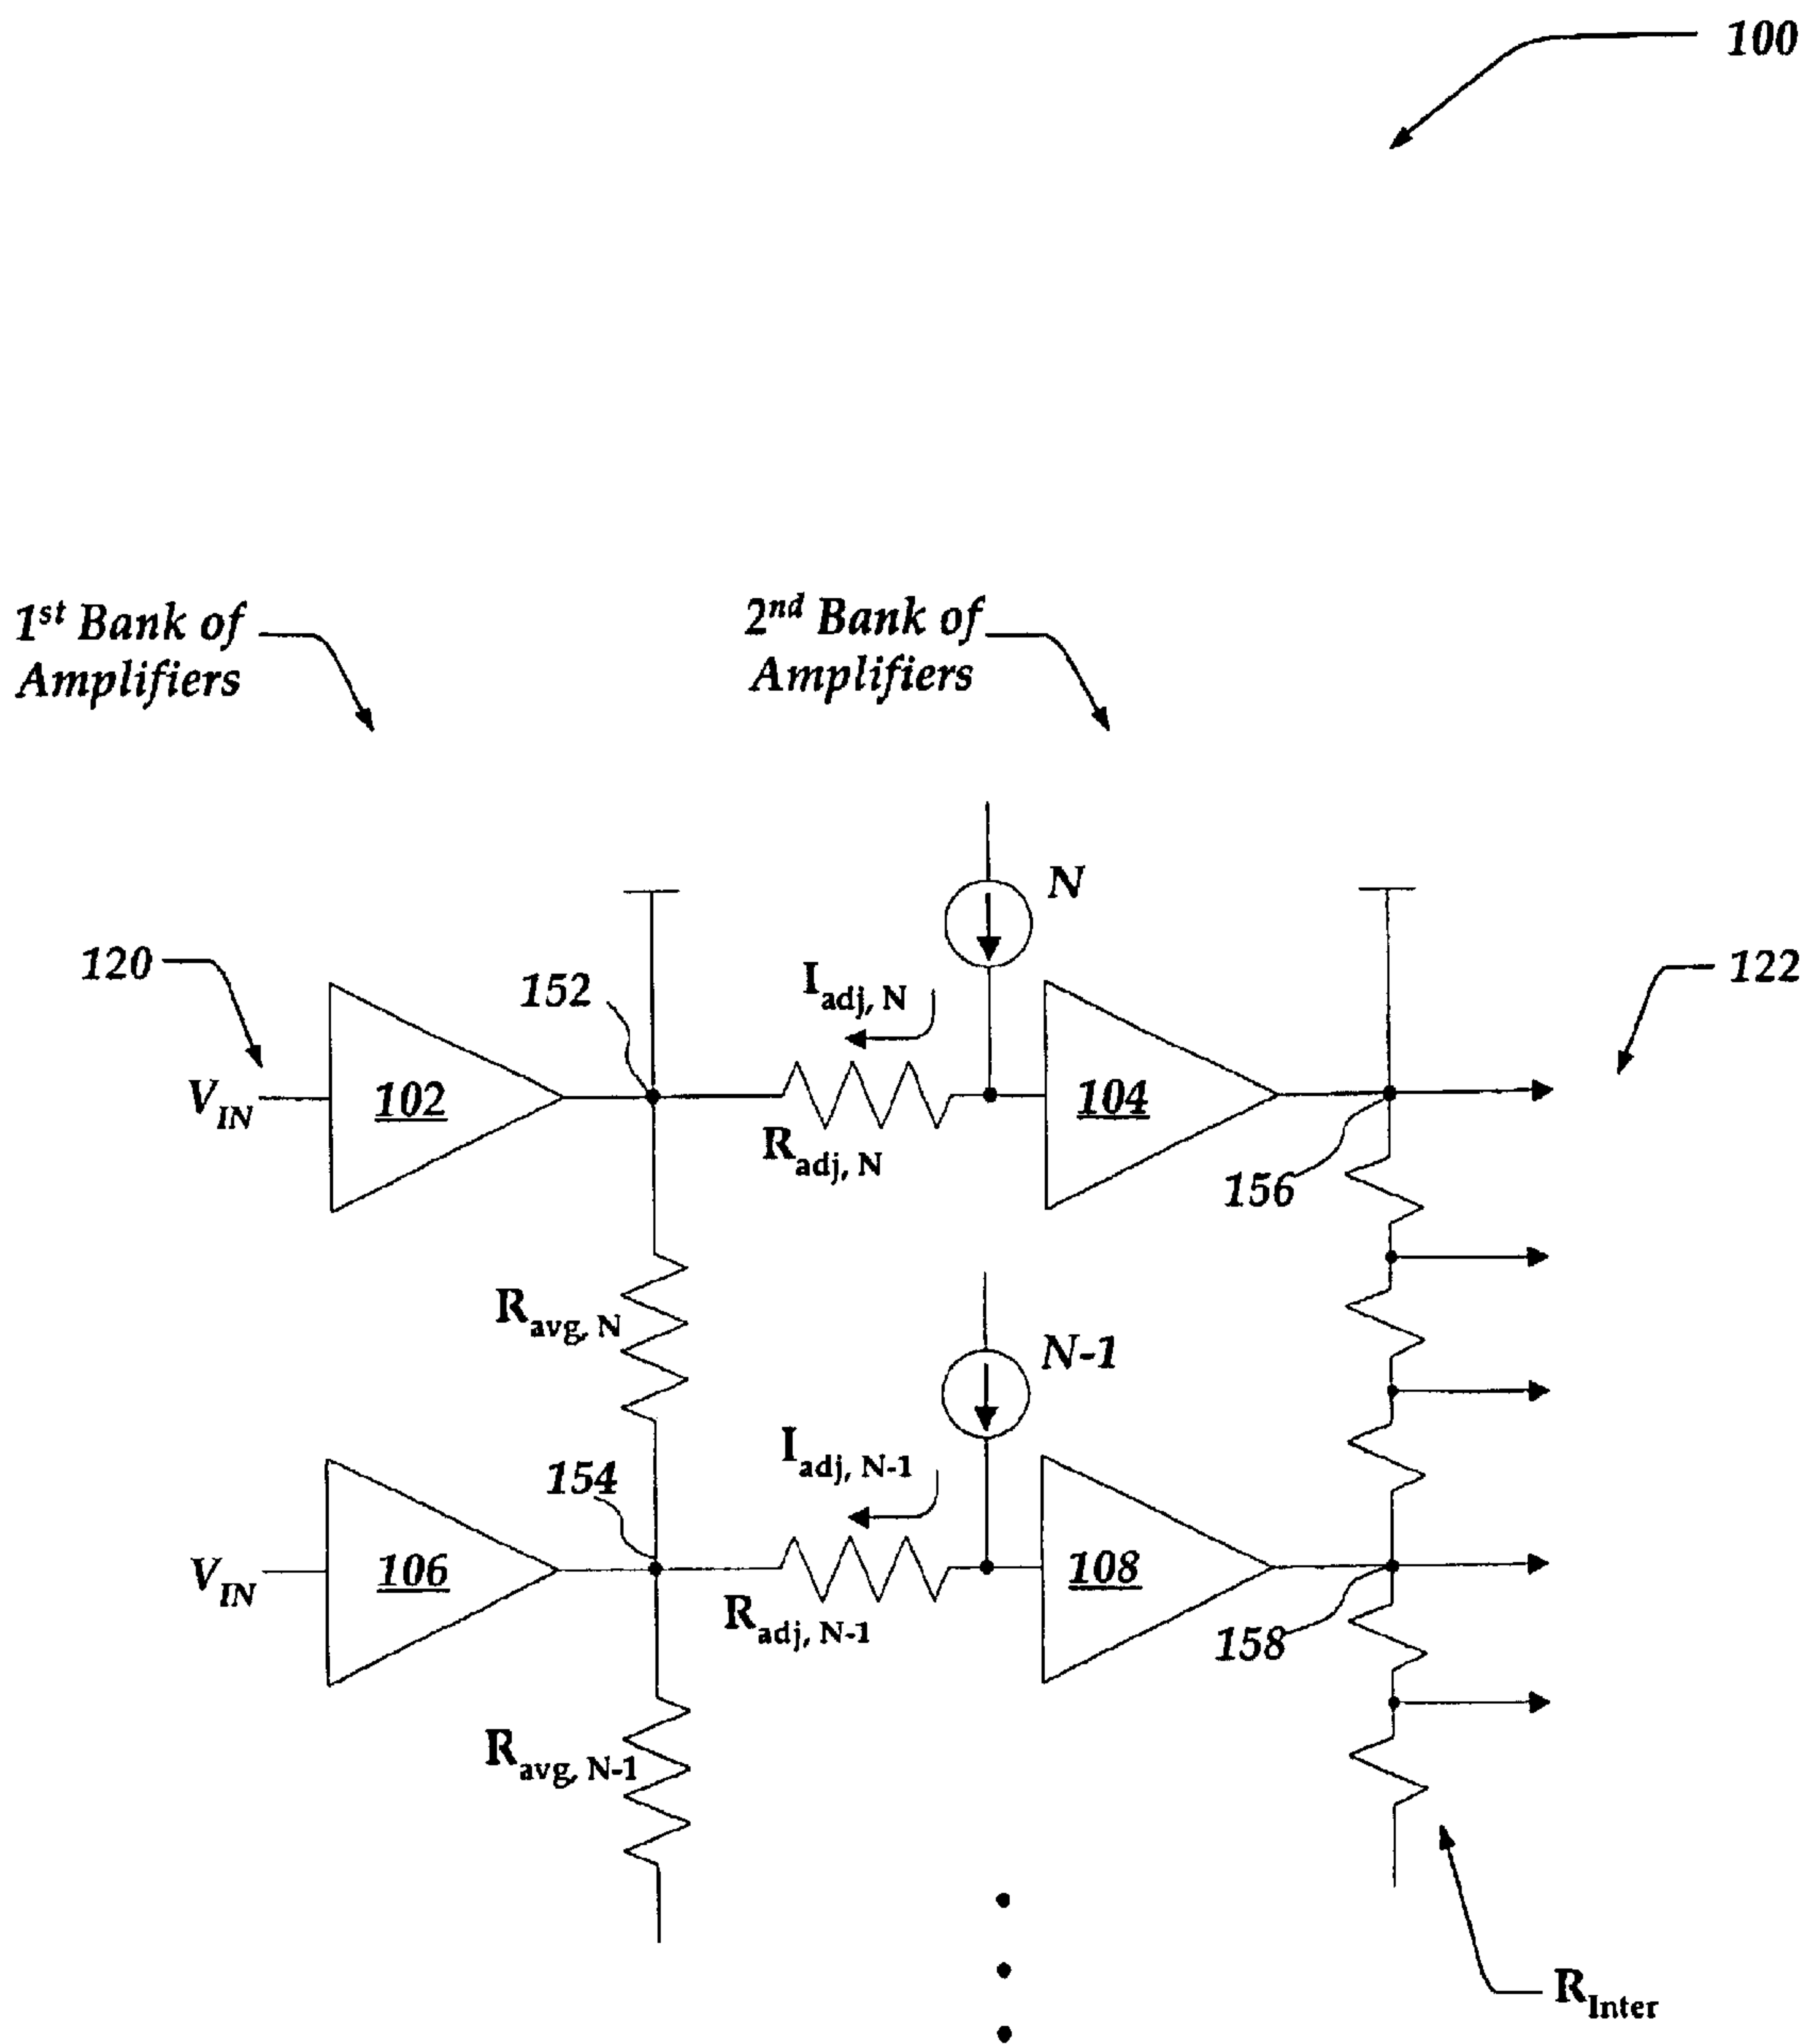 100
1st Bank of
Amplifiers
2nd Bank of
Amplifiers
N
120
152
Iadj, N
122
VIN
102
Radj, N
104
156
Ravg, N
N-1
Iadj, N-1
154
VIN
106
Radj, N-1
108
158
Ravg, N-1
RInter